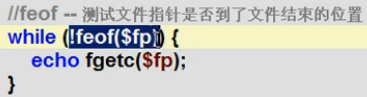 //feof -- 测试文件指针是否到了文件结束的位置
while (!feof($fp)) {
echo fgetc($fp);
}